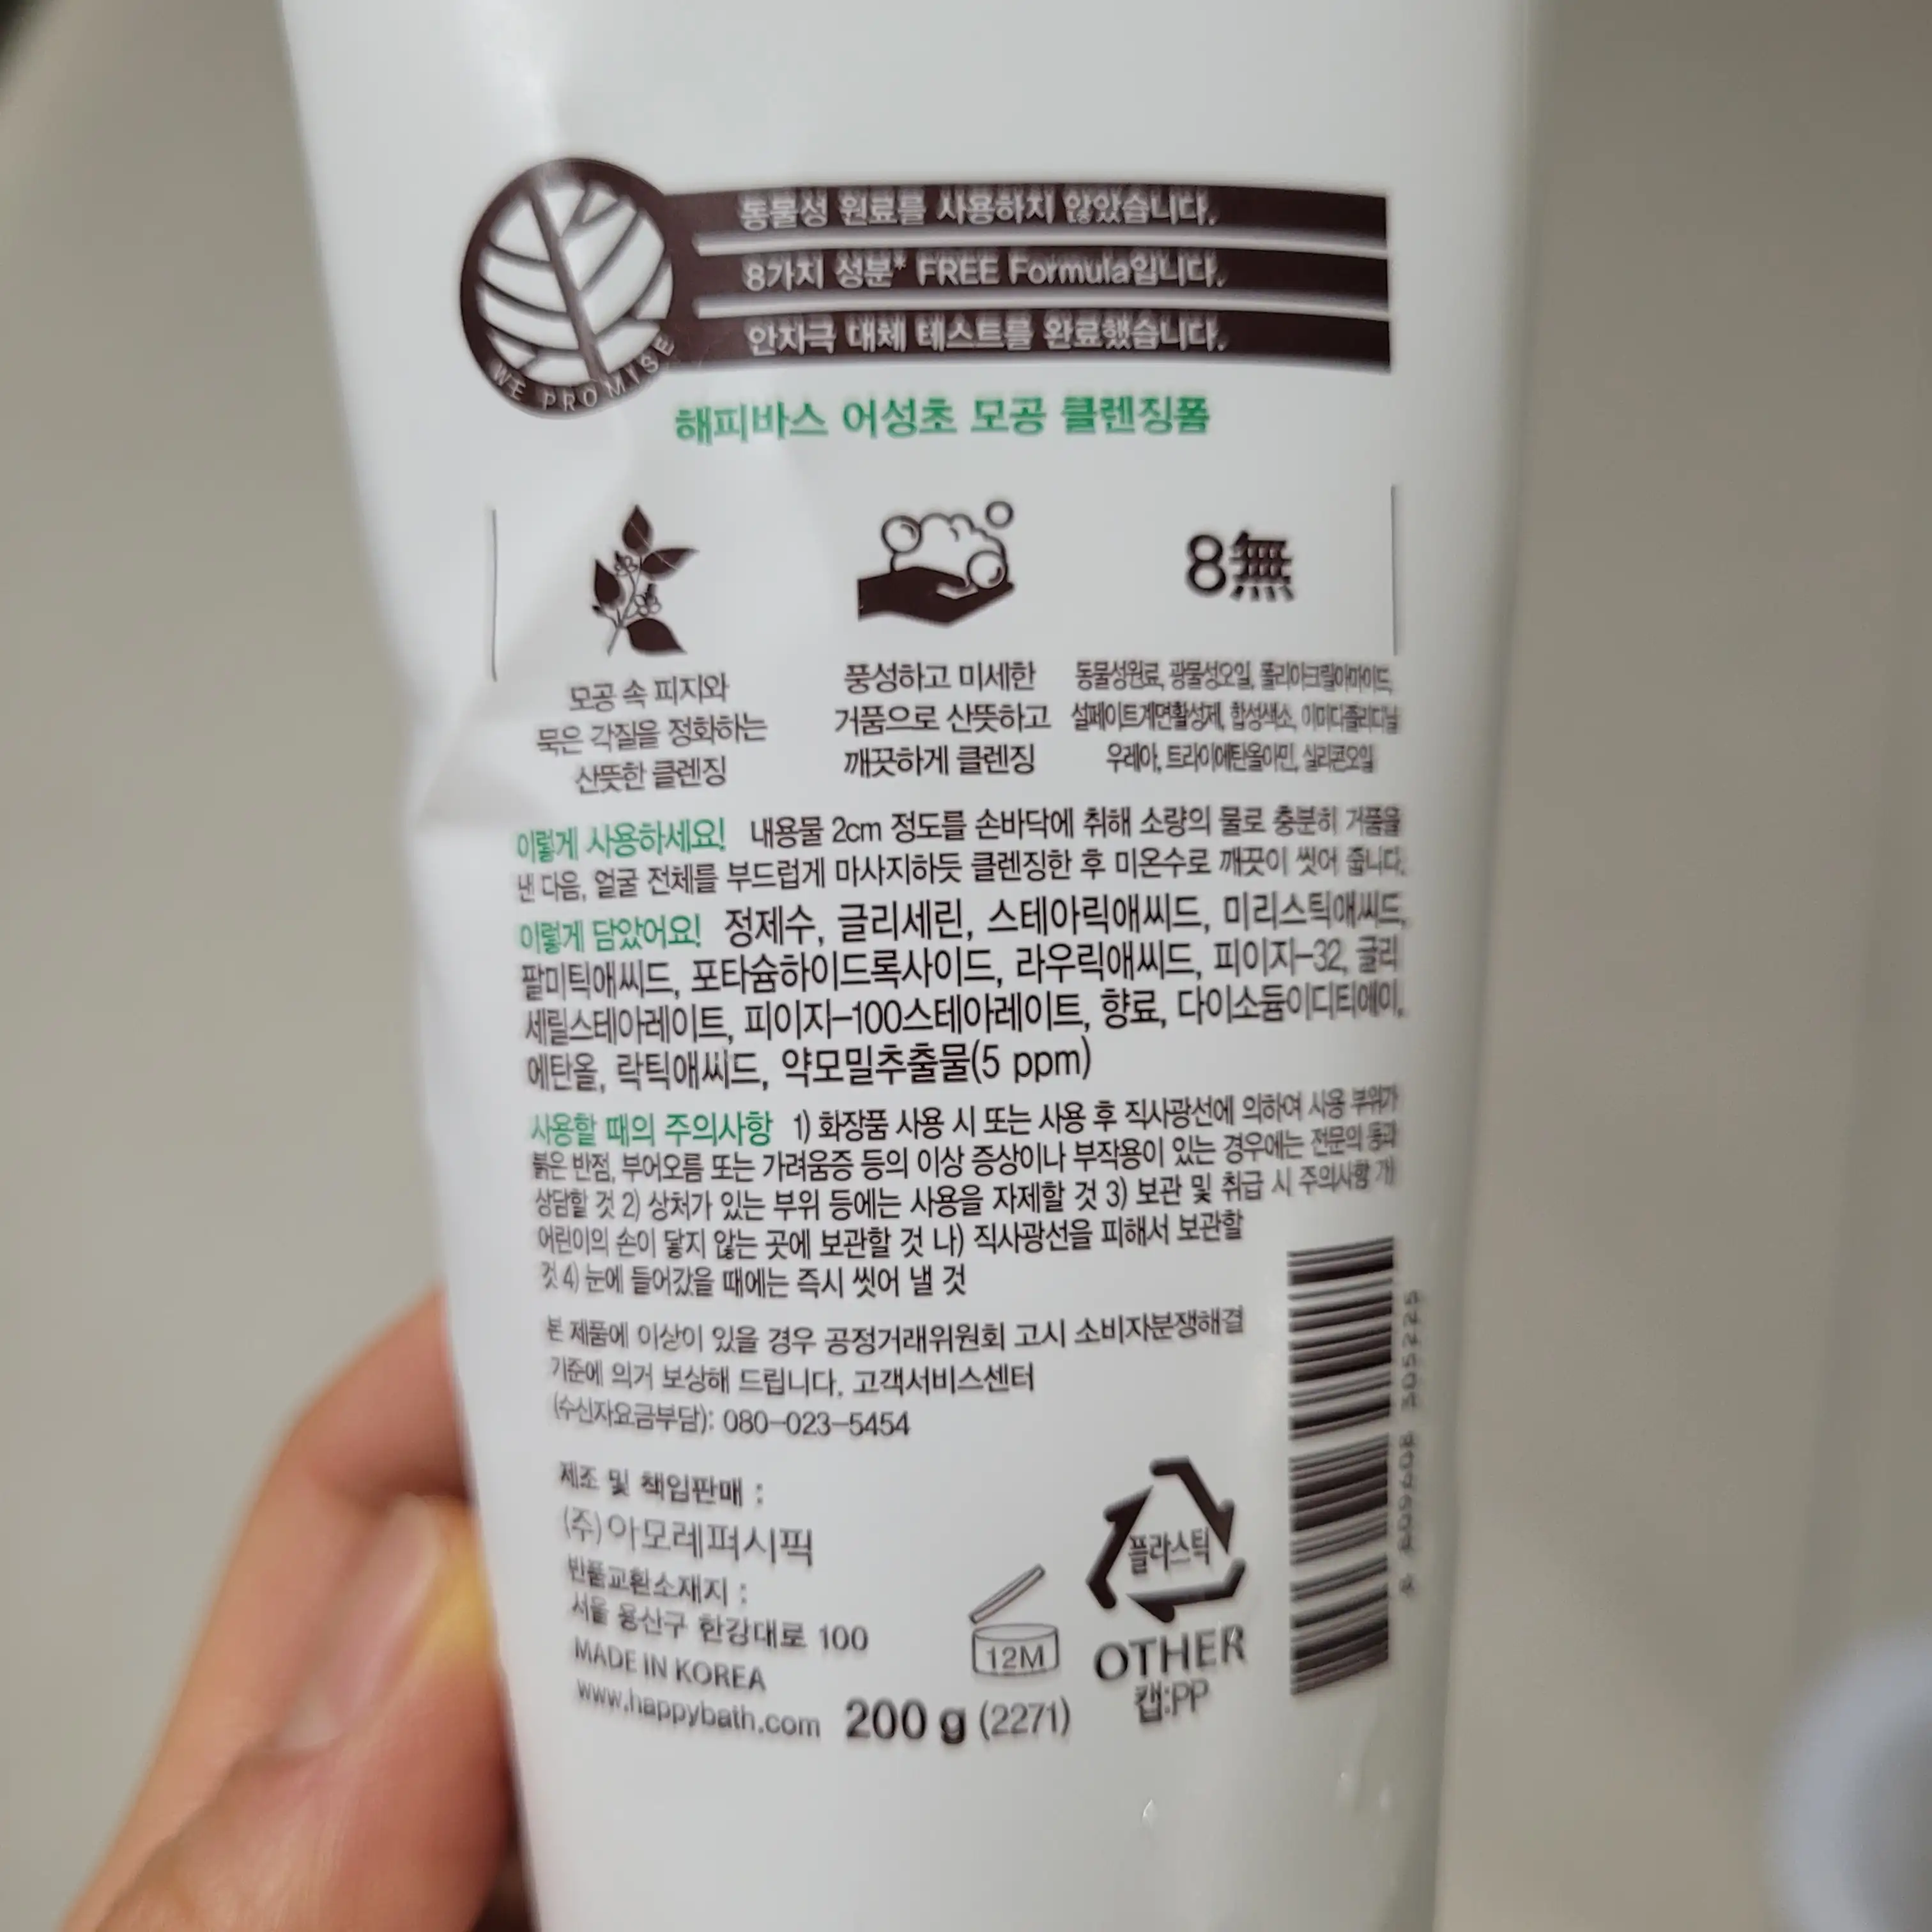 동물성 원료를 사용하지 않았습니다.
8가지 성분* FREE Formula입니다.
안자극 대체 테스트를 완료했습니다.
WE PROMISE
해피바스 어성초 모공 클렌징폼
8無
모공 속 피지와
묵은 각질을 정화하는
산뜻한 클렌징
풍성하고 미세한
거품으로 산뜻하고
깨끗하게 클렌징
동물성원료, 광물성오일, 폴리아크릴아마이드,
설페이트계면활성제, 합성색소, 이미다졸리디닐
우레아, 트라이에탄올아민, 실리콘오일
이렇게 사용하세요! 내용물 2cm 정도를 손바닥에 취해 소량의 물로 충분히 거품을
낸 다음, 얼굴 전체를 부드럽게 마사지하듯 클렌징한 후 미온수로 깨끗이 씻어 줍니다.
이렇게 담았어요! 정제수, 글리세린, 스테아릭애씨드, 미리스틱애씨드,
팔미틱애씨드, 포타슘하이드록사이드, 라우릭애씨드, 피이지-32, 글리
세릴스테아레이트, 피이지-100스테아레이트, 향료, 다이소듐이디티에이,
에탄올, 락틱애씨드, 약모밀추출물(5 ppm)
사용할 때의 주의사항 1) 화장품 사용 시 또는 사용 후 직사광선에 의하여 사용 부위가
붉은 반점, 부어오름 또는 가려움증 등의 이상 증상이나 부작용이 있는 경우에는 전문의 등과
상담할 것 2) 상처가 있는 부위 등에는 사용을 자제할 것 3) 보관 및 취급 시 주의사항 가)
어린이의 손이 닿지 않는 곳에 보관할 것 나) 직사광선을 피해서 보관할
것 4) 눈에 들어갔을 때에는 즉시 씻어 낼 것
본 제품에 이상이 있을 경우 공정거래위원회 고시 소비자분쟁해결
기준에 의거 보상해 드립니다. 고객서비스센터
(수신자요금부담): 080-023-5454
제조 및 책임판매 :
(주)아모레퍼시픽
반품교환소재지 :
서울 용산구 한강대로 100
MADE IN KOREA
www.happybath.com
200 g (2271)
12M
플라스틱
OTHER
캡:PP